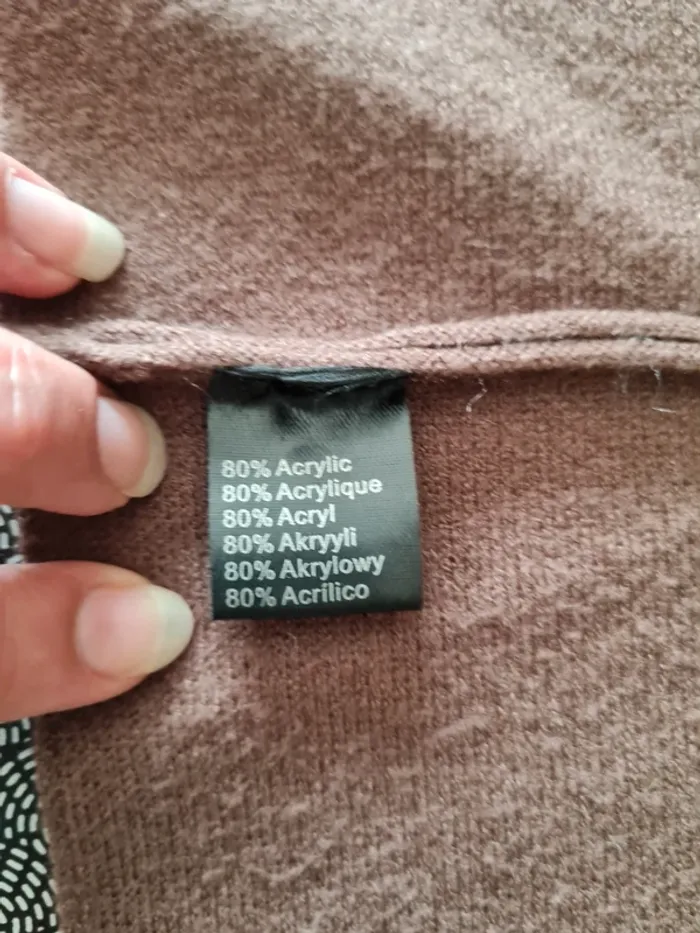 80% Acrylic
80% Acrylique
80% Acryl
80% Akryyli
80% Akrylowy
80% Acrílico